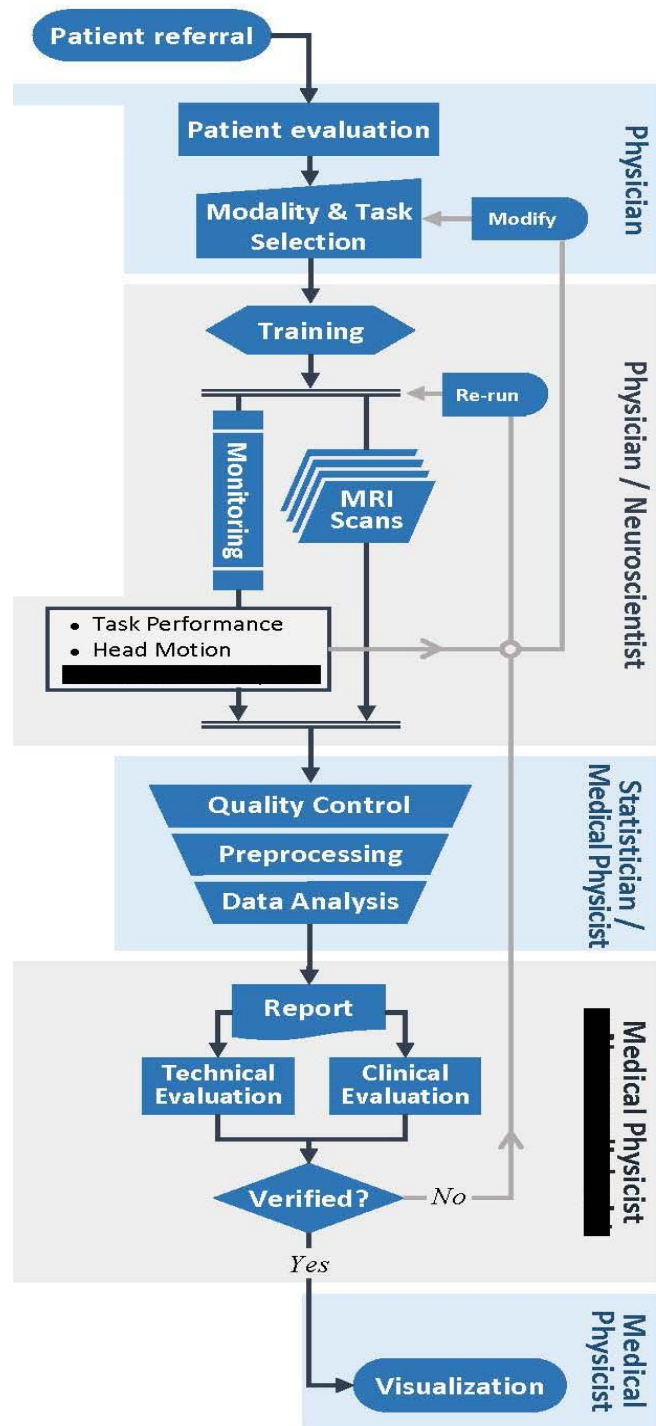 Patient referral
Patient evaluation
Physician
Modality & Task
Selection
Modify
Training
Physician / Neuroscientist
Re-run
Monitoring
MRI
Scans
• Task Performance
• Head Motion
Statistician /
Medical Physicist
Quality Control
Preprocessing
Data Analysis
Report
Medical Physicist
Technical
Evaluation
Clinical
Evaluation
Verified?
No
Yes
Medical
Physicist
Visualization